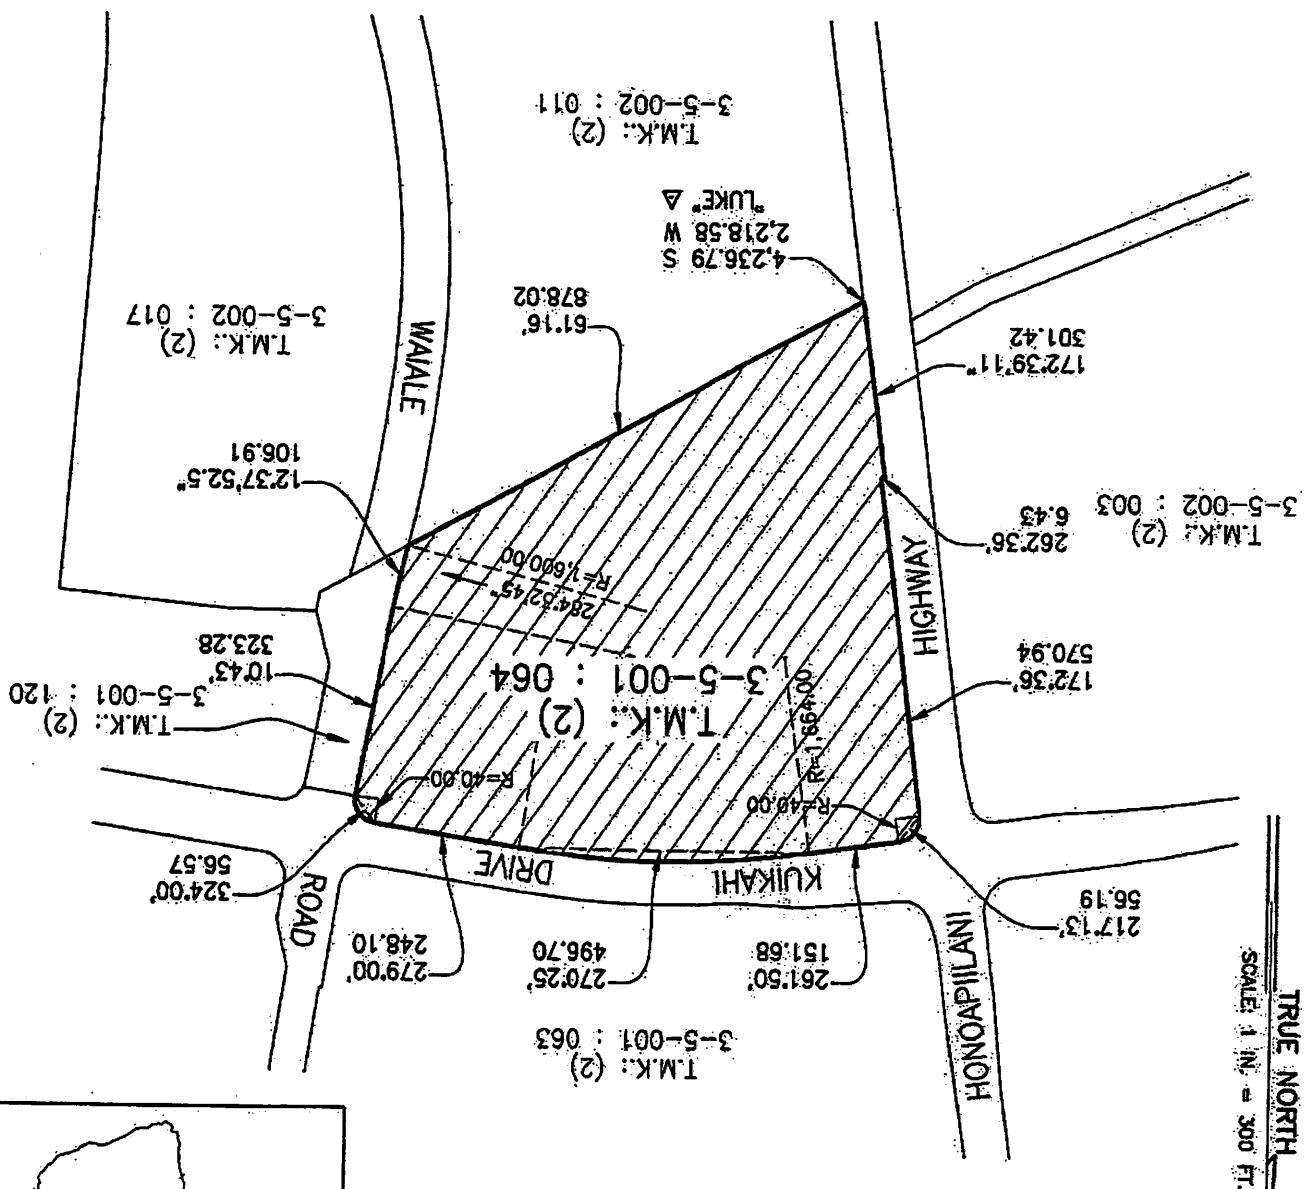 TRUE NORTH
SCALE: 1 IN. = 300 FT.
T.M.K.: (2)
3-5-001 : 063
HONOAPIILANI
217°13'
56.19
261°50'
151.68
270°25'
496.70
279°00'
248.10
ROAD
324°00'
56.57
KUIKAHI
DRIVE
R=40.00
R=40.00
R=1,664.00
T.M.K.: (2)
3-5-001 : 064
T.M.K.: (2)
3-5-001 : 120
172°36'
570.94
10°43'
323.28
HIGHWAY
284°32'45"
R=1,600.00
T.M.K.: (2)
3-5-002 : 003
262°36'
6.43
12°37'52.5"
106.91
172°39'11"
301.42
WAIALE
61°16'
878.02
T.M.K.: (2)
3-5-002 : 017
4,236.79 S
2,218.58 W
"LUKE"
T.M.K.: (2)
3-5-002 : 011